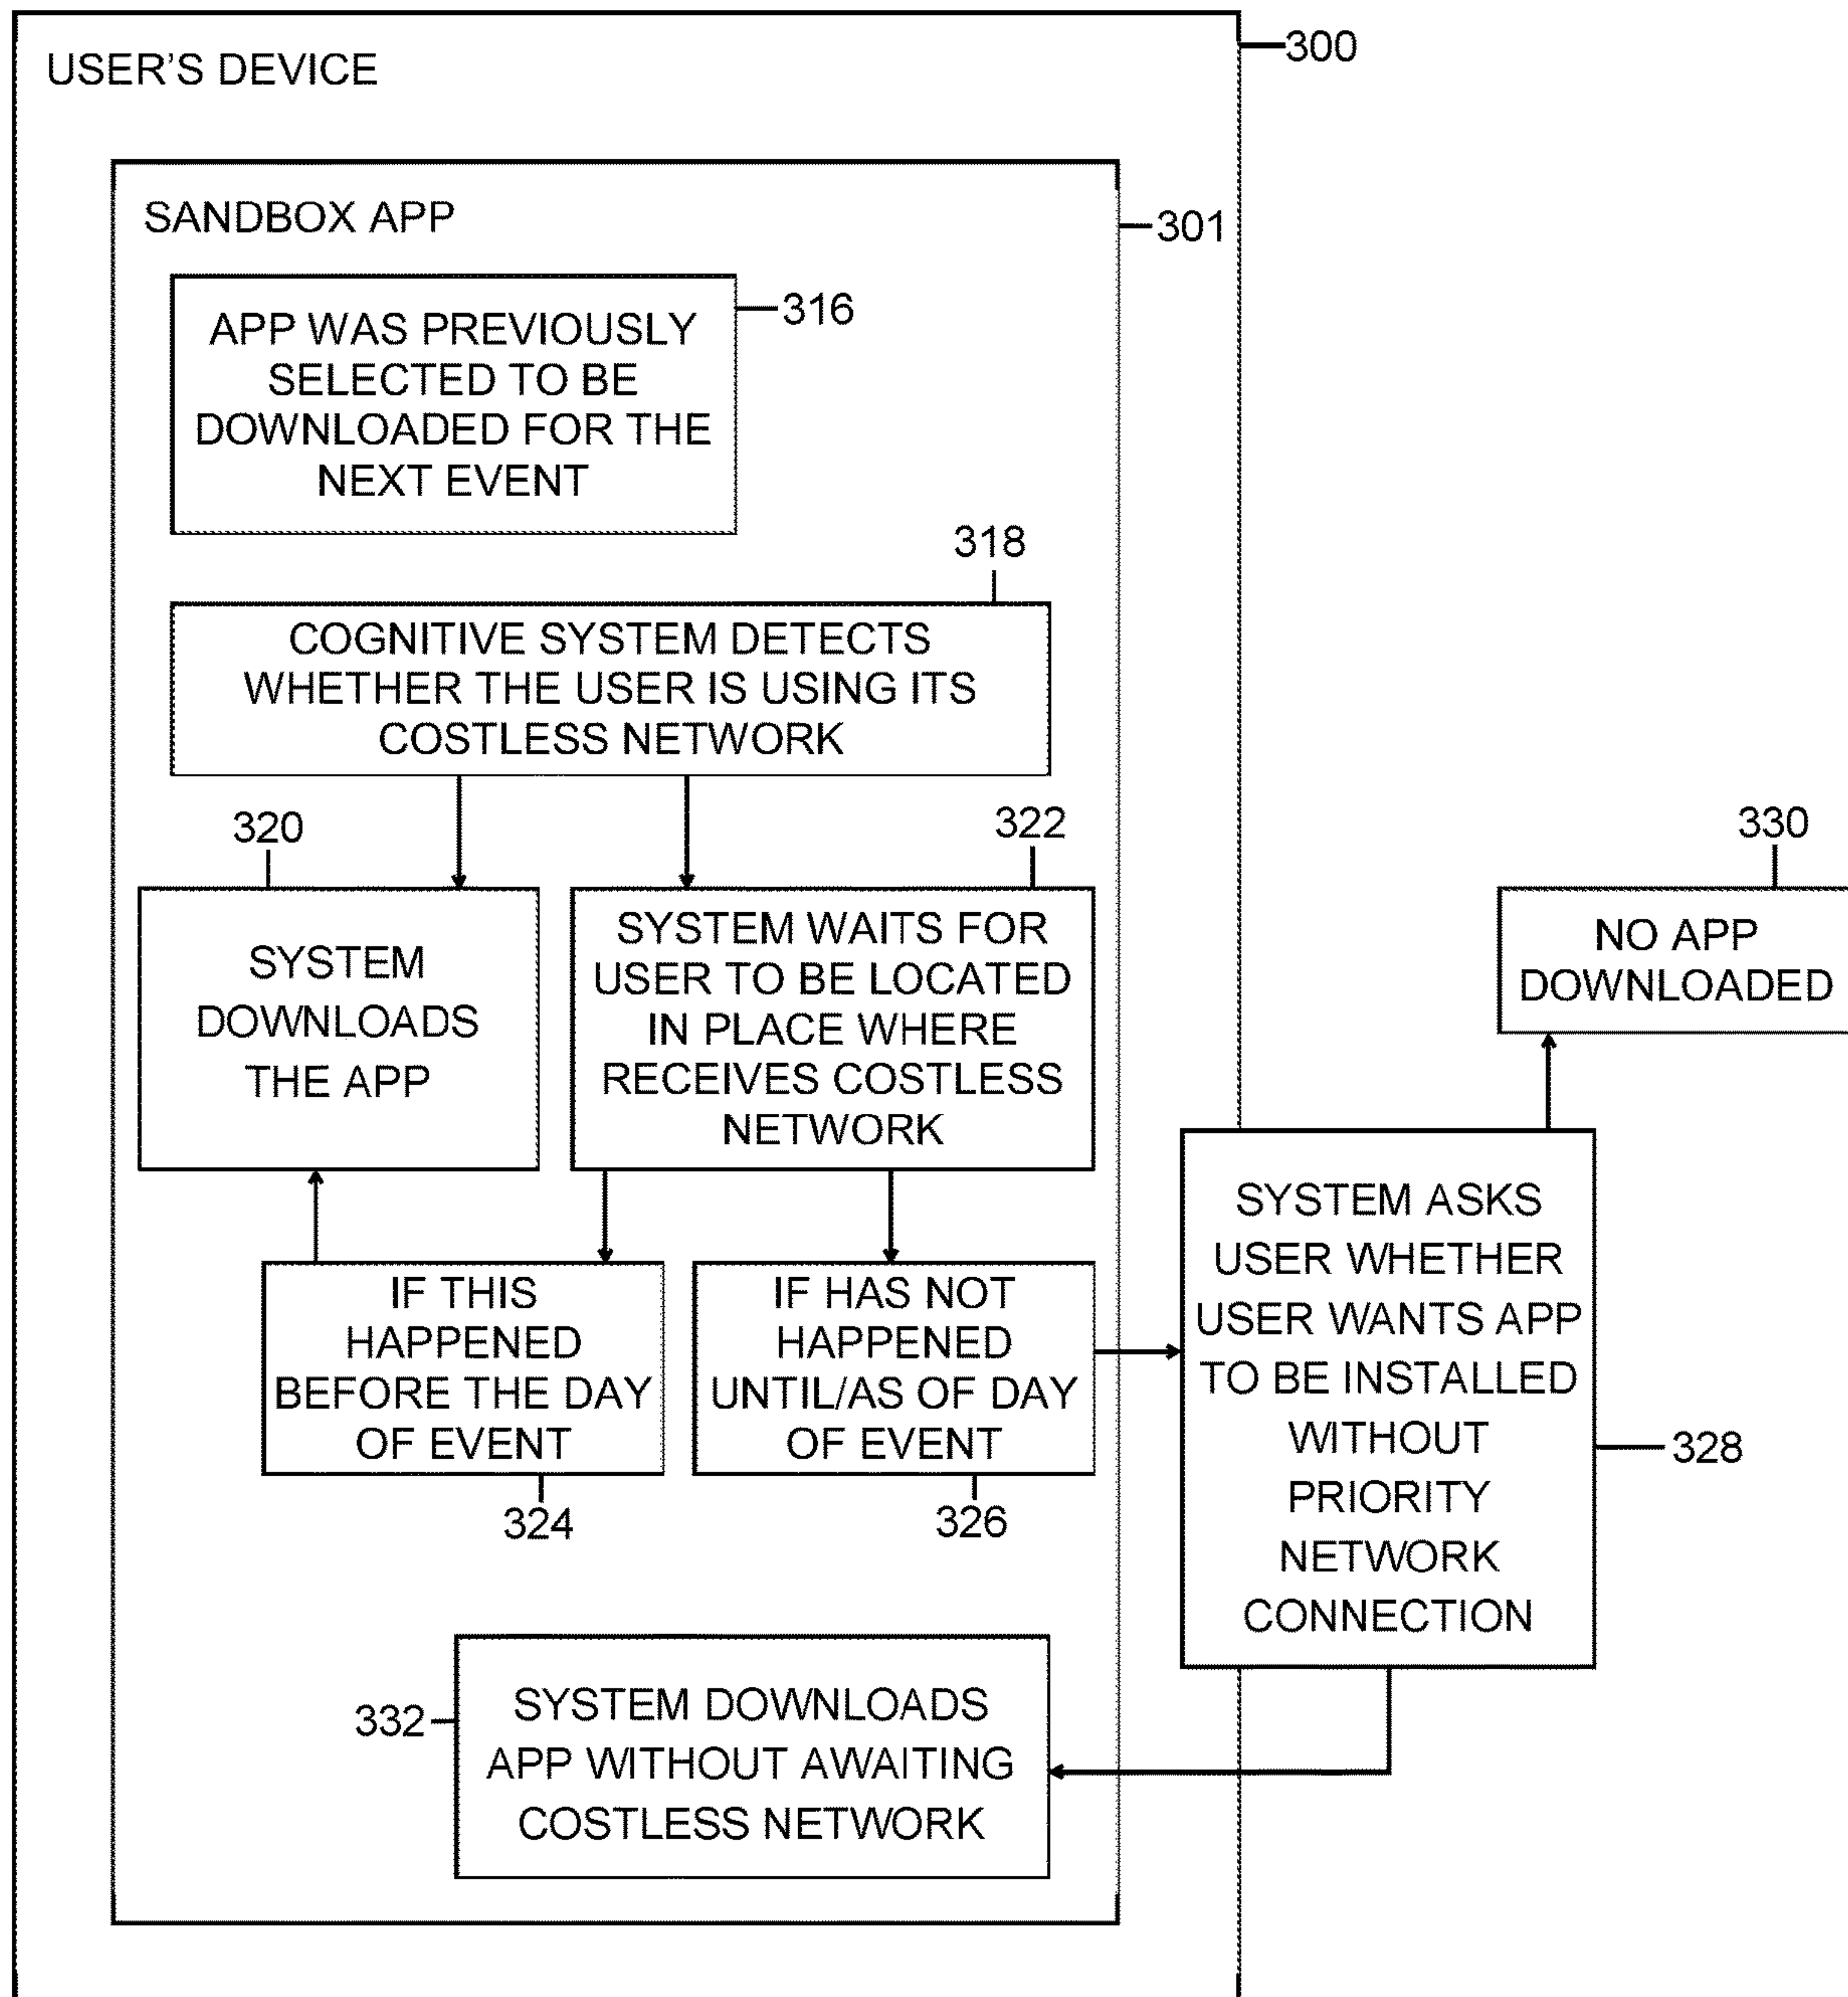 USER'S DEVICE
300
SANDBOX APP
301
APP WAS PREVIOUSLY
SELECTED TO BE
DOWNLOADED FOR THE
NEXT EVENT
316
318
COGNITIVE SYSTEM DETECTS
WHETHER THE USER IS USING ITS
COSTLESS NETWORK
320
322
330
SYSTEM
DOWNLOADS
THE APP
SYSTEM WAITS FOR
USER TO BE LOCATED
IN PLACE WHERE
RECEIVES COSTLESS
NETWORK
NO APP
DOWNLOADED
IF THIS
HAPPENED
BEFORE THE DAY
OF EVENT
324
IF HAS NOT
HAPPENED
UNTIL/AS OF DAY
OF EVENT
326
SYSTEM ASKS
USER WHETHER
USER WANTS APP
TO BE INSTALLED
WITHOUT
PRIORITY
NETWORK
CONNECTION
328
332
SYSTEM DOWNLOADS
APP WITHOUT AWAITING
COSTLESS NETWORK